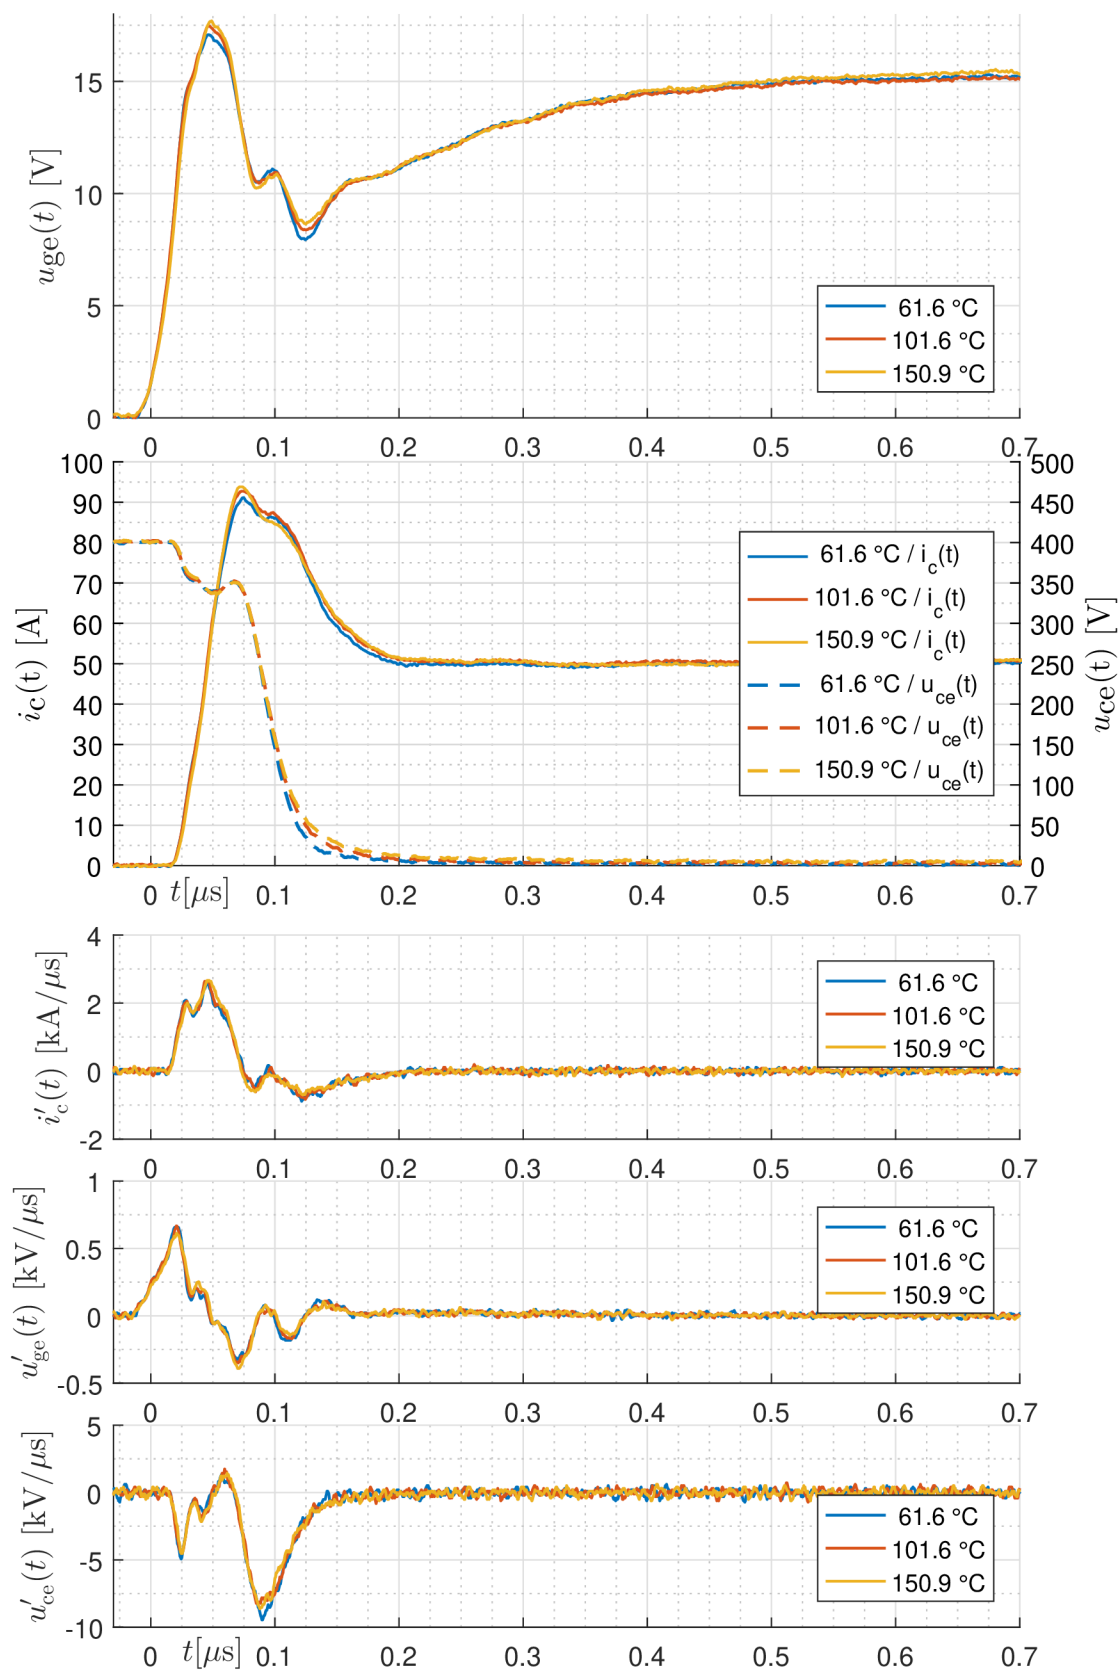 15
10
5
0
u_ge(t) [V]
61.6 °C
101.6 °C
150.9 °C
0 0.1 0.2 0.3 0.4 0.5 0.6 0.7
100 500
90 450
80 400
70 350
60 300
50 250
40 200
30 150
20 100
10 50
0 0
i_c(t) [A]
u_ce(t) [V]
61.6 °C / i_c(t)
101.6 °C / i_c(t)
150.9 °C / i_c(t)
61.6 °C / u_ce(t)
101.6 °C / u_ce(t)
150.9 °C / u_ce(t)
0 t[μs] 0.1 0.2 0.3 0.4 0.5 0.6 0.7
4
2
0
-2
i′_c(t) [kA/μs]
61.6 °C
101.6 °C
150.9 °C
0 0.1 0.2 0.3 0.4 0.5 0.6 0.7
1
0.5
0
-0.5
u′_ge(t) [kV/μs]
61.6 °C
101.6 °C
150.9 °C
0 0.1 0.2 0.3 0.4 0.5 0.6 0.7
5
0
-5
-10
u′_ce(t) [kV/μs]
61.6 °C
101.6 °C
150.9 °C
0 t[μs] 0.1 0.2 0.3 0.4 0.5 0.6 0.7